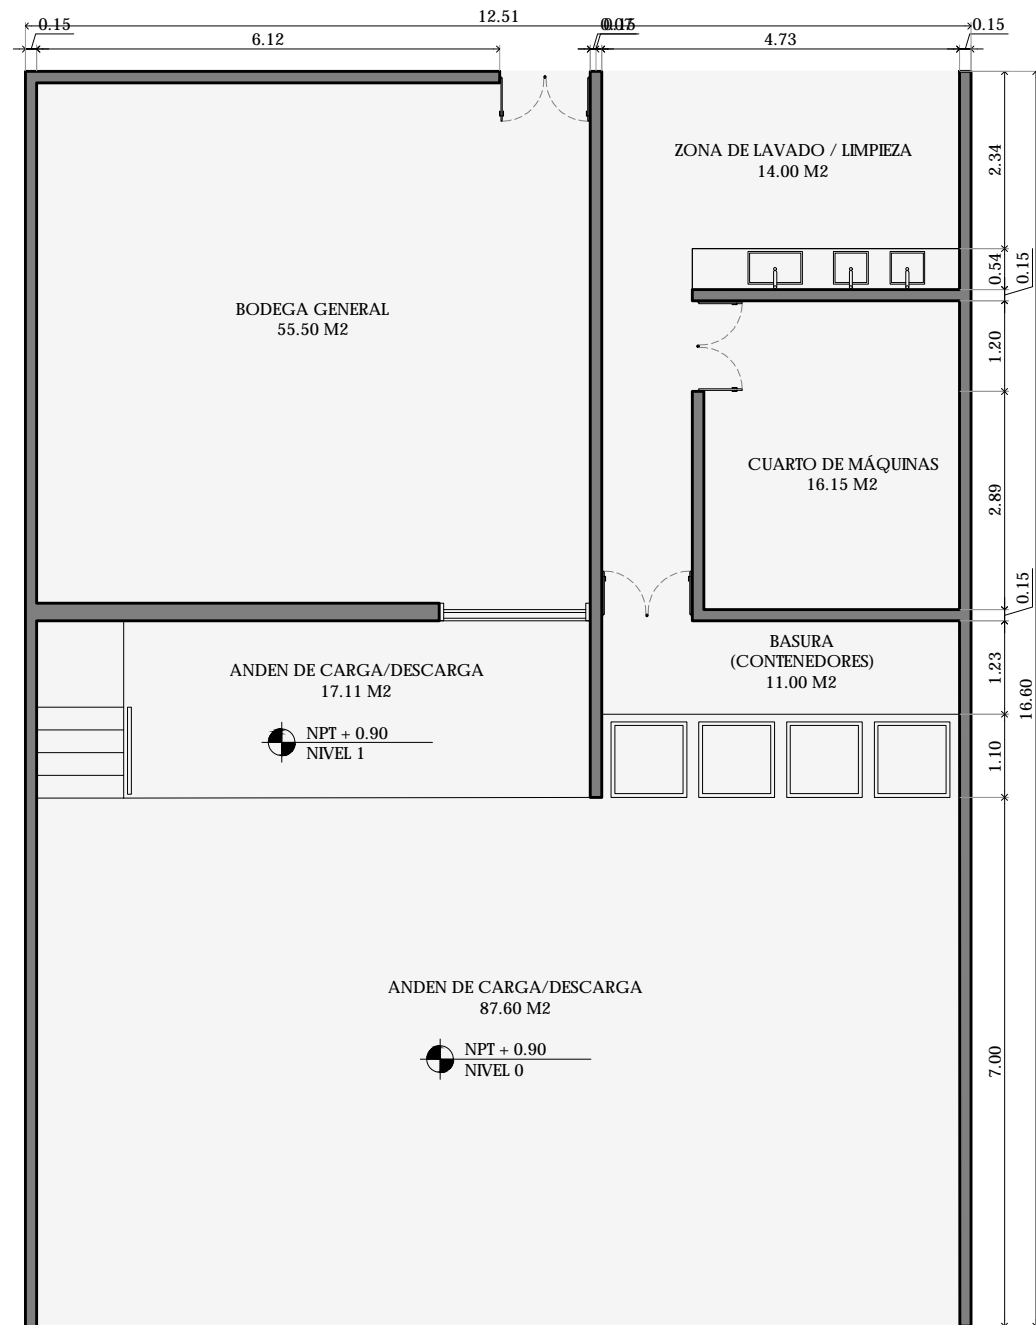 12.51
0.15
0.07
0.15
0.15
6.12
4.73
ZONA DE LAVADO / LIMPIEZA
14.00 M2
2.34
0.54
0.15
BODEGA GENERAL
55.50 M2
1.20
CUARTO DE MÁQUINAS
16.15 M2
2.89
0.15
BASURA
(CONTENEDORES)
11.00 M2
1.23
16.60
ANDEN DE CARGA/DESCARGA
17.11 M2
NPT + 0.90
NIVEL 1
1.10
ANDEN DE CARGA/DESCARGA
87.60 M2
NPT + 0.90
NIVEL 0
7.00